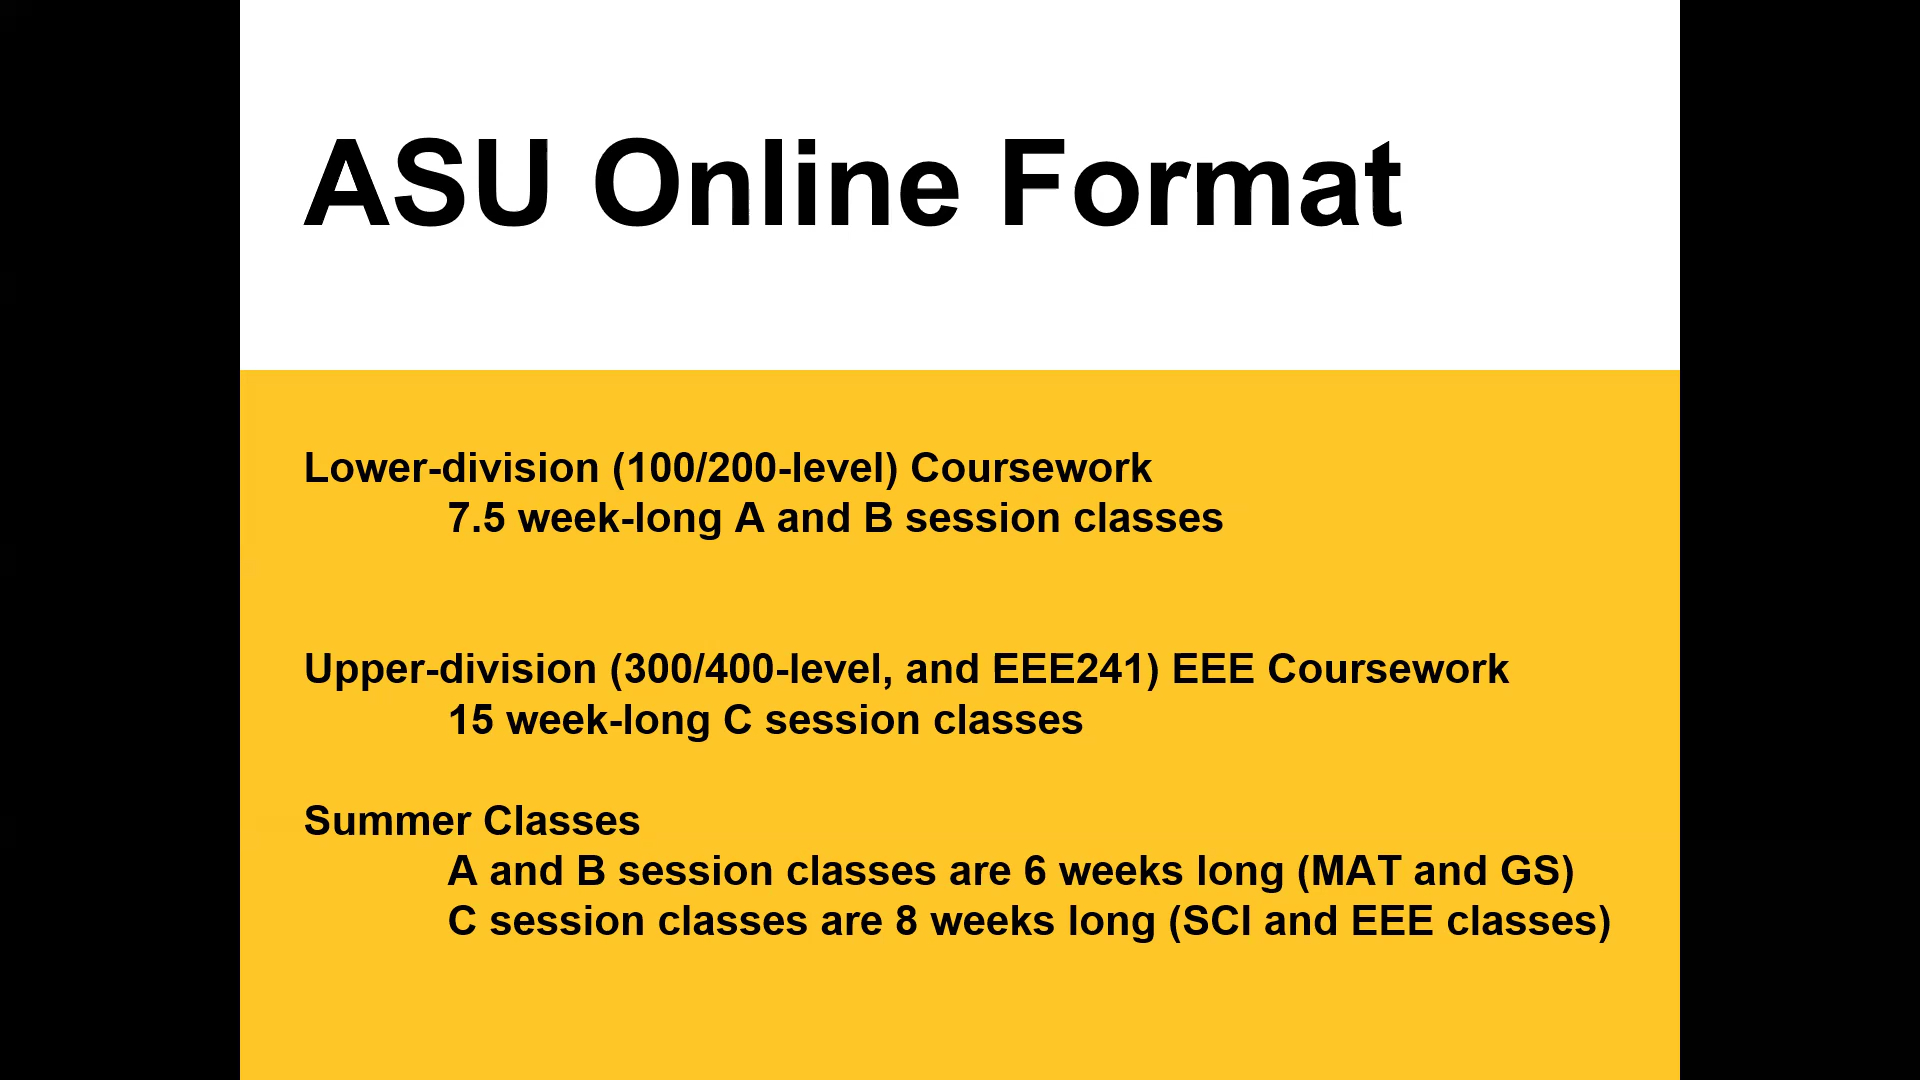 ASU Online Format
Lower-division (100/200-level) Coursework
7.5 week-long A and B session classes
Upper-division (300/400-level, and EEE241) EEE Coursework
15 week-long C session classes
Summer Classes
A and B session classes are 6 weeks long (MAT and GS)
C session classes are 8 weeks long (SCI and EEE classes)